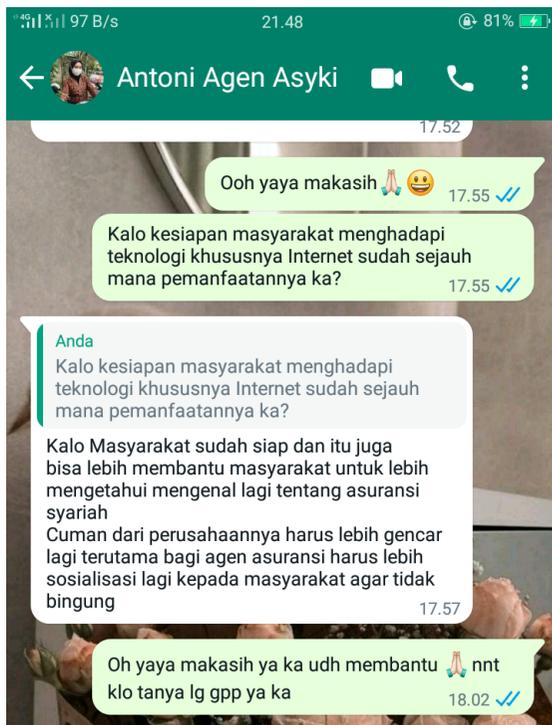 4G 97 B/s 21.48 81%
Antoni Agen Asyki
17.52
Ooh yaya makasih🙏🏻😃 17.55
Kalo kesiapan masyarakat menghadapi
teknologi khususnya Internet sudah sejauh
mana pemanfaatannya ka? 17.55
Anda
Kalo kesiapan masyarakat menghadapi
teknologi khususnya Internet sudah sejauh
mana pemanfaatannya ka?
Kalo Masyarakat sudah siap dan itu juga
bisa lebih membantu masyarakat untuk lebih
mengetahui mengenal lagi tentang asuransi
syariah
Cuman dari perusahaannya harus lebih gencar
lagi terutama bagi agen asuransi harus lebih
sosialisasi lagi kepada masyarakat agar tidak
bingung 17.57
Oh yaya makasih ya ka udh membantu 🙏🏻 nnt
klo tanya lg gpp ya ka 18.02